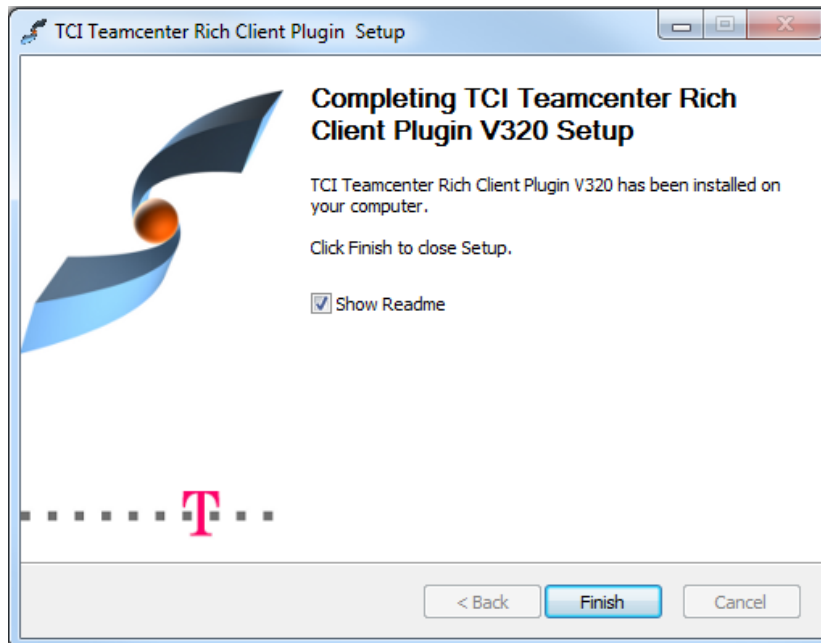 TCI Teamcenter Rich Client Plugin  Setup
Completing TCI Teamcenter Rich
Client Plugin V320 Setup
TCI Teamcenter Rich Client Plugin V320 has been installed on
your computer.
Click Finish to close Setup.
Show Readme
T
< Back
Finish
Cancel